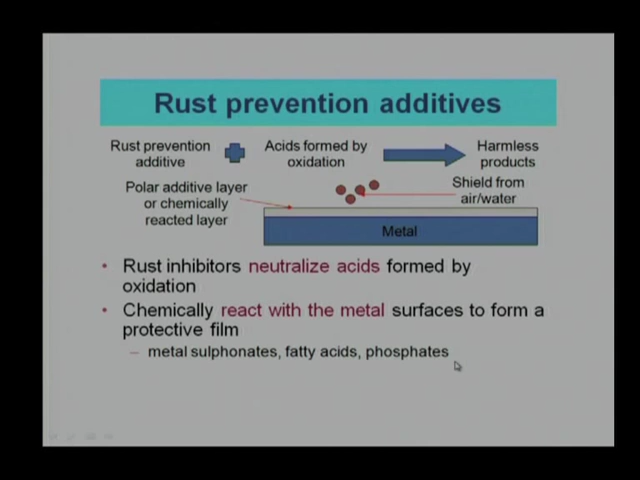 Rust prevention additives
Rust prevention
additive
Acids formed by
oxidation
Harmless
products
Polar additive layer
or chemically
reacted layer
Shield from
air/water
Metal
• Rust inhibitors neutralize acids formed by
oxidation
• Chemically react with the metal surfaces to form a
protective film
– metal sulphonates, fatty acids, phosphates